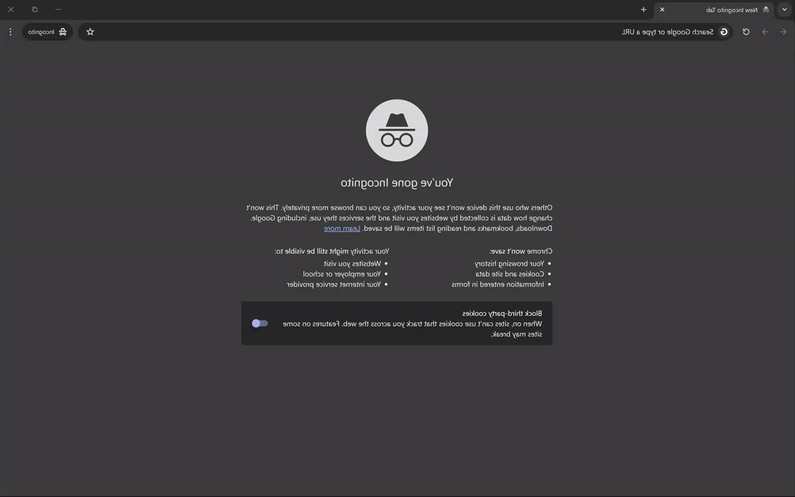 New Incognito Tab
Search Google or type a URL
Incognito
You've gone Incognito
Others who use this device won't see your activity, so you can browse more privately. This won't
change how data is collected by websites you visit and the services they use, including Google.
Downloads, bookmarks and reading list items will be saved. Learn more
Chrome won't save:
• Your browsing history
• Cookies and site data
• Information entered in forms
Your activity might still be visible to:
• Websites you visit
• Your employer or school
• Your internet service provider
Block third-party cookies
When on, sites can't use cookies that track you across the web. Features on some
sites may break.